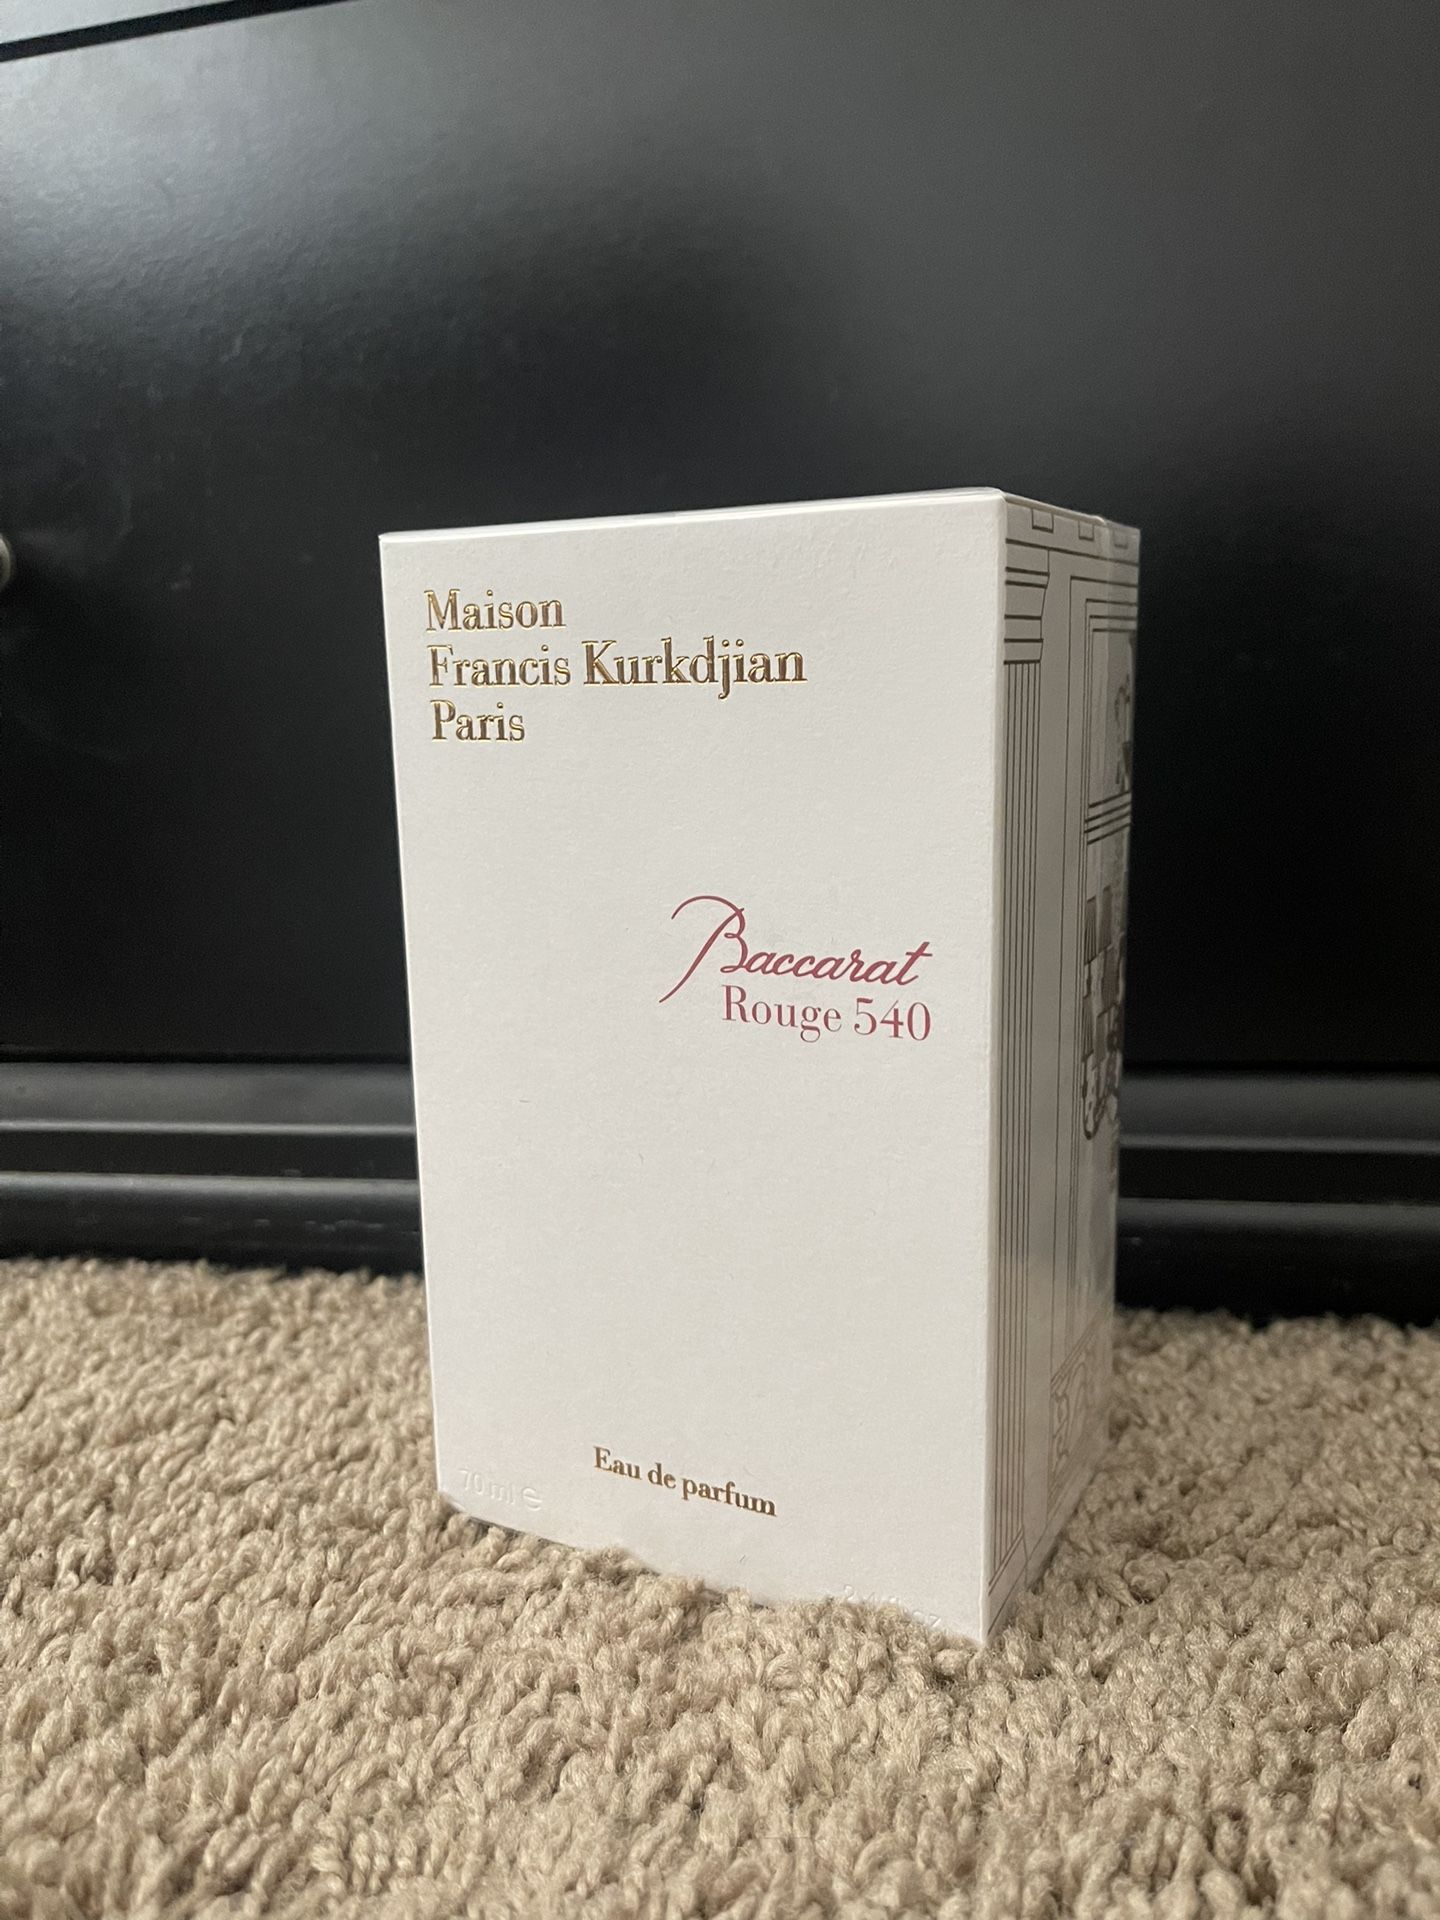 Maison
Francis Kurkdjian
Paris
Baccarat
Rouge 540
Eau de parfum
70 ml ℮